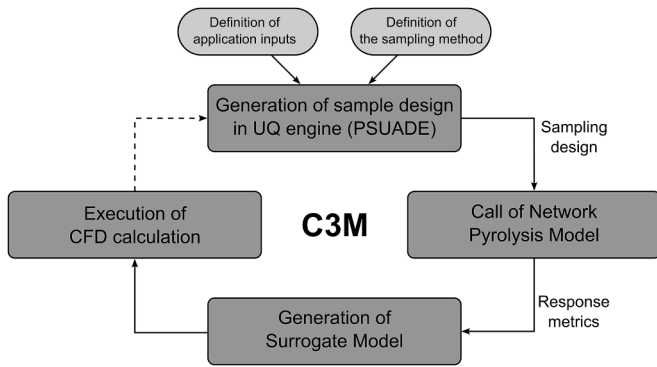 Definition of
application inputs
Definition of
the sampling method
Generation of sample design
in UQ engine (PSUADE)
Sampling
design
Execution of
CFD calculation
C3M
Call of Network
Pyrolysis Model
Response
metrics
Generation of
Surrogate Model